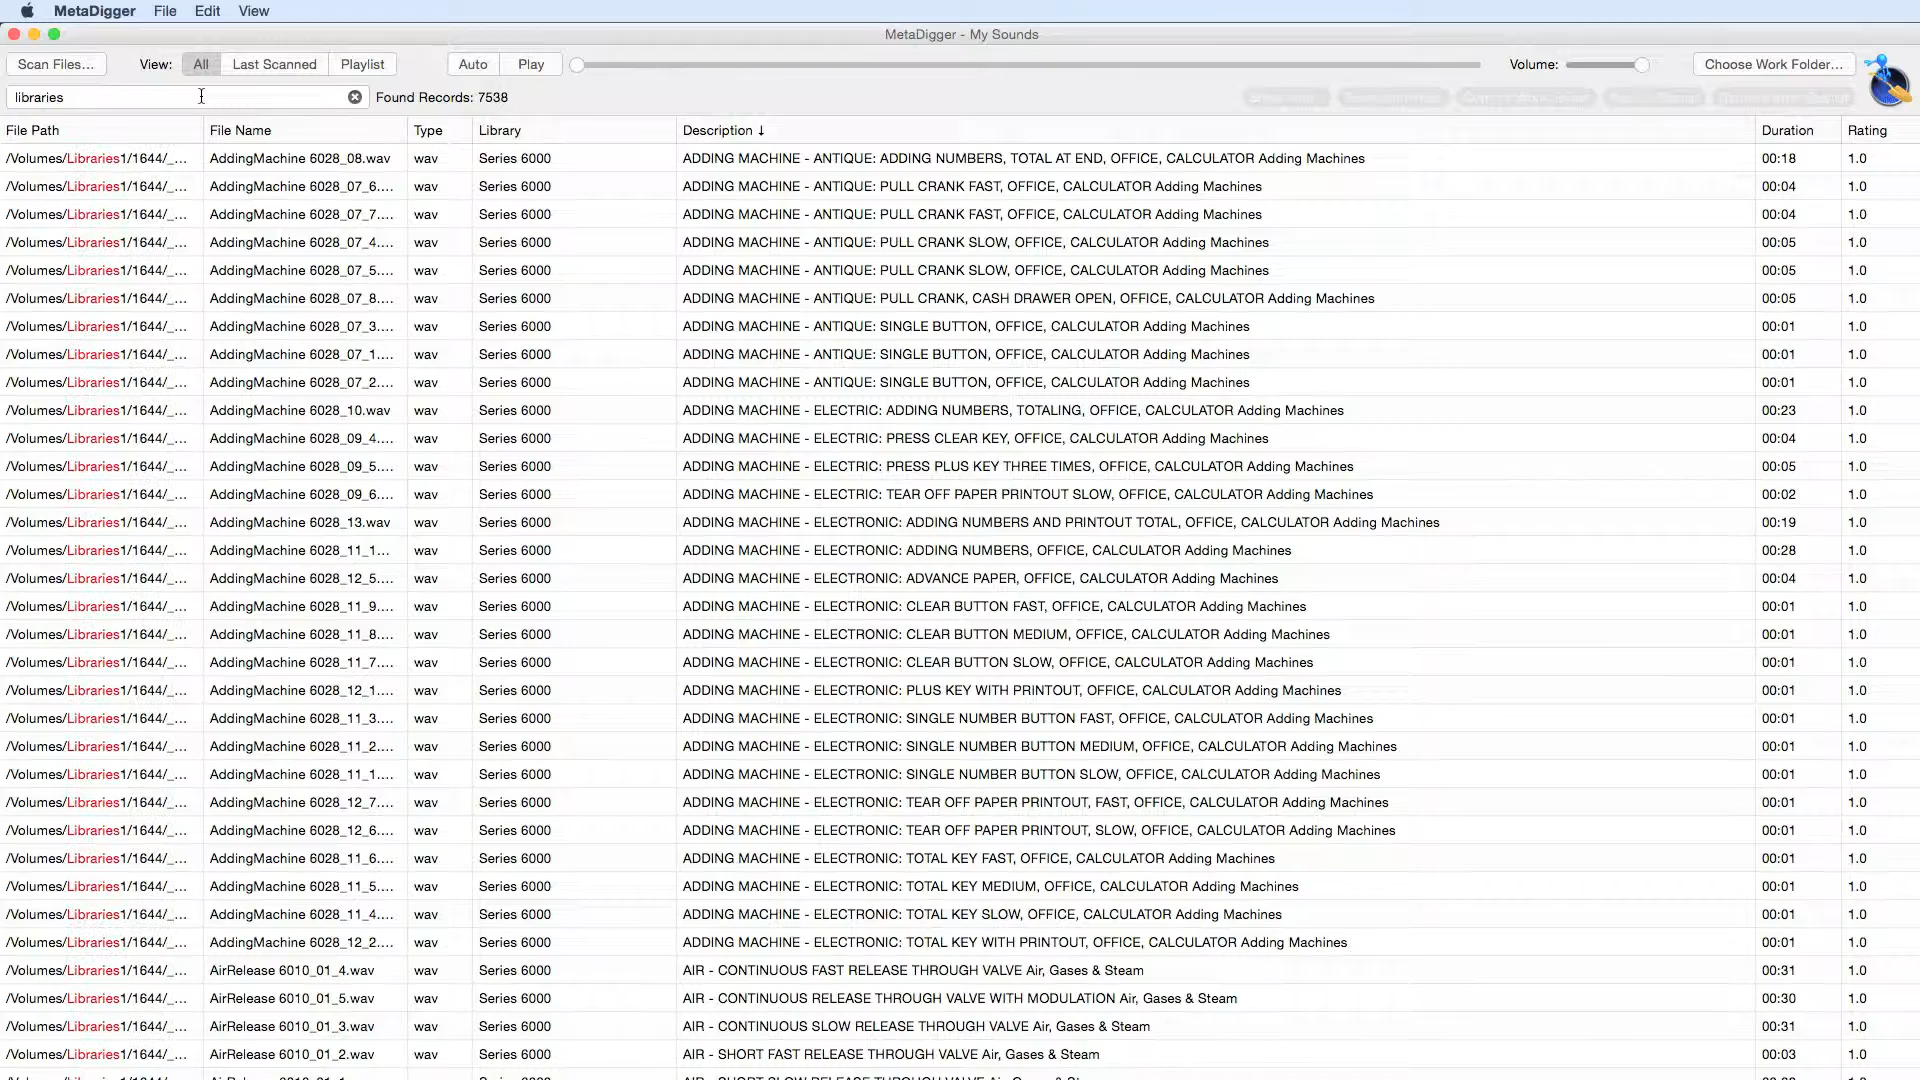 MetaDigger File Edit View
MetaDigger - My Sounds
Scan Files... View: All Last Scanned Playlist Auto Play Volume: Choose Work Folder...
libraries Found Records: 7538
File Path File Name Type Library Description ↓ Duration Rating
/Volumes/Libraries1/1644/_... AddingMachine 6028_08.wav wav Series 6000 ADDING MACHINE - ANTIQUE: ADDING NUMBERS, TOTAL AT END, OFFICE, CALCULATOR Adding Machines 00:18 1.0
/Volumes/Libraries1/1644/_... AddingMachine 6028_07_6.... wav Series 6000 ADDING MACHINE - ANTIQUE: PULL CRANK FAST, OFFICE, CALCULATOR Adding Machines 00:04 1.0
/Volumes/Libraries1/1644/_... AddingMachine 6028_07_7.... wav Series 6000 ADDING MACHINE - ANTIQUE: PULL CRANK FAST, OFFICE, CALCULATOR Adding Machines 00:04 1.0
/Volumes/Libraries1/1644/_... AddingMachine 6028_07_4.... wav Series 6000 ADDING MACHINE - ANTIQUE: PULL CRANK SLOW, OFFICE, CALCULATOR Adding Machines 00:05 1.0
/Volumes/Libraries1/1644/_... AddingMachine 6028_07_5.... wav Series 6000 ADDING MACHINE - ANTIQUE: PULL CRANK SLOW, OFFICE, CALCULATOR Adding Machines 00:05 1.0
/Volumes/Libraries1/1644/_... AddingMachine 6028_07_8.... wav Series 6000 ADDING MACHINE - ANTIQUE: PULL CRANK, CASH DRAWER OPEN, OFFICE, CALCULATOR Adding Machines 00:05 1.0
/Volumes/Libraries1/1644/_... AddingMachine 6028_07_3.... wav Series 6000 ADDING MACHINE - ANTIQUE: SINGLE BUTTON, OFFICE, CALCULATOR Adding Machines 00:01 1.0
/Volumes/Libraries1/1644/_... AddingMachine 6028_07_1.... wav Series 6000 ADDING MACHINE - ANTIQUE: SINGLE BUTTON, OFFICE, CALCULATOR Adding Machines 00:01 1.0
/Volumes/Libraries1/1644/_... AddingMachine 6028_07_2.... wav Series 6000 ADDING MACHINE - ANTIQUE: SINGLE BUTTON, OFFICE, CALCULATOR Adding Machines 00:01 1.0
/Volumes/Libraries1/1644/_... AddingMachine 6028_10.wav wav Series 6000 ADDING MACHINE - ELECTRIC: ADDING NUMBERS, TOTALING, OFFICE, CALCULATOR Adding Machines 00:23 1.0
/Volumes/Libraries1/1644/_... AddingMachine 6028_09_4.... wav Series 6000 ADDING MACHINE - ELECTRIC: PRESS CLEAR KEY, OFFICE, CALCULATOR Adding Machines 00:04 1.0
/Volumes/Libraries1/1644/_... AddingMachine 6028_09_5.... wav Series 6000 ADDING MACHINE - ELECTRIC: PRESS PLUS KEY THREE TIMES, OFFICE, CALCULATOR Adding Machines 00:05 1.0
/Volumes/Libraries1/1644/_... AddingMachine 6028_09_6.... wav Series 6000 ADDING MACHINE - ELECTRIC: TEAR OFF PAPER PRINTOUT SLOW, OFFICE, CALCULATOR Adding Machines 00:02 1.0
/Volumes/Libraries1/1644/_... AddingMachine 6028_13.wav wav Series 6000 ADDING MACHINE - ELECTRONIC: ADDING NUMBERS AND PRINTOUT TOTAL, OFFICE, CALCULATOR Adding Machines 00:19 1.0
/Volumes/Libraries1/1644/_... AddingMachine 6028_11_1... wav Series 6000 ADDING MACHINE - ELECTRONIC: ADDING NUMBERS, OFFICE, CALCULATOR Adding Machines 00:28 1.0
/Volumes/Libraries1/1644/_... AddingMachine 6028_12_5.... wav Series 6000 ADDING MACHINE - ELECTRONIC: ADVANCE PAPER, OFFICE, CALCULATOR Adding Machines 00:04 1.0
/Volumes/Libraries1/1644/_... AddingMachine 6028_11_9.... wav Series 6000 ADDING MACHINE - ELECTRONIC: CLEAR BUTTON FAST, OFFICE, CALCULATOR Adding Machines 00:01 1.0
/Volumes/Libraries1/1644/_... AddingMachine 6028_11_8.... wav Series 6000 ADDING MACHINE - ELECTRONIC: CLEAR BUTTON MEDIUM, OFFICE, CALCULATOR Adding Machines 00:01 1.0
/Volumes/Libraries1/1644/_... AddingMachine 6028_11_7.... wav Series 6000 ADDING MACHINE - ELECTRONIC: CLEAR BUTTON SLOW, OFFICE, CALCULATOR Adding Machines 00:01 1.0
/Volumes/Libraries1/1644/_... AddingMachine 6028_12_1.... wav Series 6000 ADDING MACHINE - ELECTRONIC: PLUS KEY WITH PRINTOUT, OFFICE, CALCULATOR Adding Machines 00:01 1.0
/Volumes/Libraries1/1644/_... AddingMachine 6028_11_3.... wav Series 6000 ADDING MACHINE - ELECTRONIC: SINGLE NUMBER BUTTON FAST, OFFICE, CALCULATOR Adding Machines 00:01 1.0
/Volumes/Libraries1/1644/_... AddingMachine 6028_11_2.... wav Series 6000 ADDING MACHINE - ELECTRONIC: SINGLE NUMBER BUTTON MEDIUM, OFFICE, CALCULATOR Adding Machines 00:01 1.0
/Volumes/Libraries1/1644/_... AddingMachine 6028_11_1.... wav Series 6000 ADDING MACHINE - ELECTRONIC: SINGLE NUMBER BUTTON SLOW, OFFICE, CALCULATOR Adding Machines 00:01 1.0
/Volumes/Libraries1/1644/_... AddingMachine 6028_12_7.... wav Series 6000 ADDING MACHINE - ELECTRONIC: TEAR OFF PAPER PRINTOUT, FAST, OFFICE, CALCULATOR Adding Machines 00:01 1.0
/Volumes/Libraries1/1644/_... AddingMachine 6028_12_6.... wav Series 6000 ADDING MACHINE - ELECTRONIC: TEAR OFF PAPER PRINTOUT, SLOW, OFFICE, CALCULATOR Adding Machines 00:01 1.0
/Volumes/Libraries1/1644/_... AddingMachine 6028_11_6.... wav Series 6000 ADDING MACHINE - ELECTRONIC: TOTAL KEY FAST, OFFICE, CALCULATOR Adding Machines 00:01 1.0
/Volumes/Libraries1/1644/_... AddingMachine 6028_11_5.... wav Series 6000 ADDING MACHINE - ELECTRONIC: TOTAL KEY MEDIUM, OFFICE, CALCULATOR Adding Machines 00:01 1.0
/Volumes/Libraries1/1644/_... AddingMachine 6028_11_4.... wav Series 6000 ADDING MACHINE - ELECTRONIC: TOTAL KEY SLOW, OFFICE, CALCULATOR Adding Machines 00:01 1.0
/Volumes/Libraries1/1644/_... AddingMachine 6028_12_2.... wav Series 6000 ADDING MACHINE - ELECTRONIC: TOTAL KEY WITH PRINTOUT, OFFICE, CALCULATOR Adding Machines 00:01 1.0
/Volumes/Libraries1/1644/_... AirRelease 6010_01_4.wav wav Series 6000 AIR - CONTINUOUS FAST RELEASE THROUGH VALVE Air, Gases & Steam 00:31 1.0
/Volumes/Libraries1/1644/_... AirRelease 6010_01_5.wav wav Series 6000 AIR - CONTINUOUS RELEASE THROUGH VALVE WITH MODULATION Air, Gases & Steam 00:30 1.0
/Volumes/Libraries1/1644/_... AirRelease 6010_01_3.wav wav Series 6000 AIR - CONTINUOUS SLOW RELEASE THROUGH VALVE Air, Gases & Steam 00:31 1.0
/Volumes/Libraries1/1644/_... AirRelease 6010_01_2.wav wav Series 6000 AIR - SHORT FAST RELEASE THROUGH VALVE Air, Gases & Steam 00:03 1.0